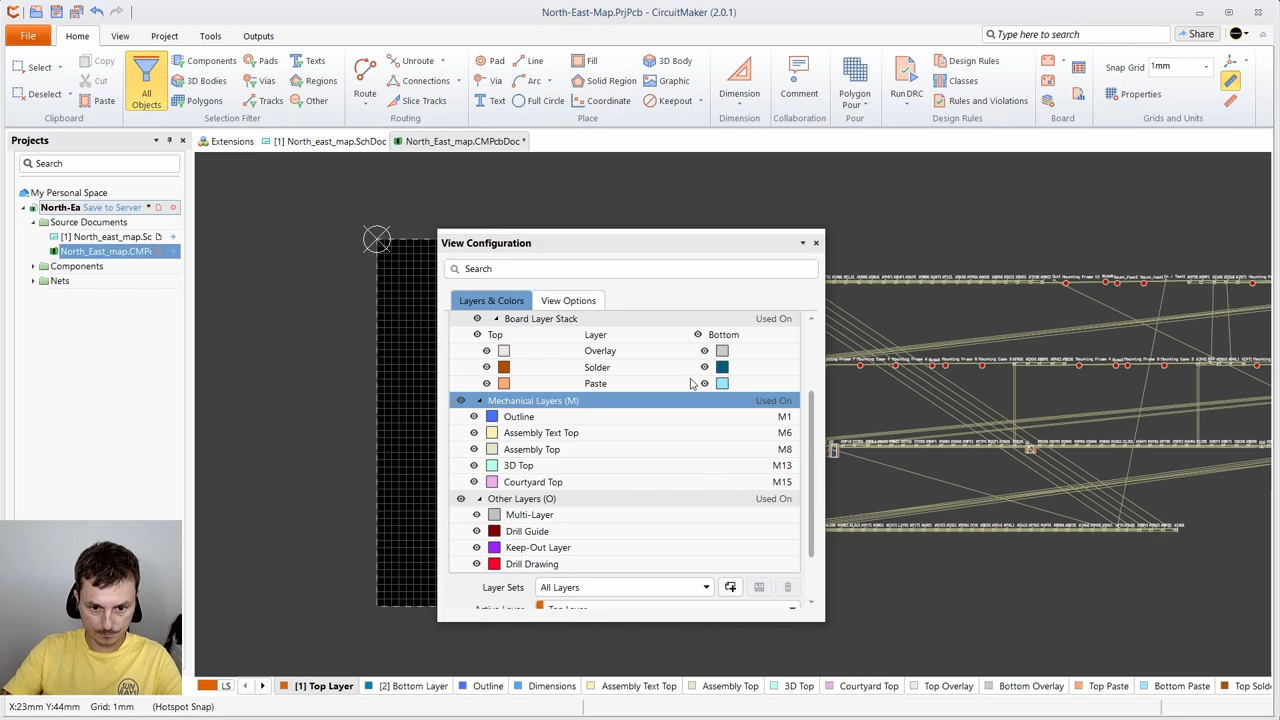 North-East-Map.PrjPcb - CircuitMaker (2.0.1)
File
Home
View
Project
Tools
Outputs
Type here to search
Share
Select
Copy
Cut
Deselect
Paste
Clipboard
All Objects
Components
3D Bodies
Polygons
Pads
Vias
Tracks
Texts
Regions
Other
Selection Filter
Route
Unroute
Connections
Slice Tracks
Routing
Pad
Via
Text
Line
Arc
Full Circle
Fill
Solid Region
Coordinate
3D Body
Graphic
Keepout
Place
Dimension
Dimension
Comment
Collaboration
Polygon Pour
Pour
Run DRC
Design Rules
Classes
Rules and Violations
Design Rules
Board
Snap Grid
1mm
Properties
Grids and Units
Projects
Extensions
[1] North_east_map.SchDoc
North_East_map.CMPcbDoc *
Search
My Personal Space
North-Ea Save to Server *
Source Documents
[1] North_east_map.Sc
North_East_map.CMPc
Components
Nets
View Configuration
Search
Layers & Colors
View Options
Board Layer Stack Used On
Top Layer Bottom
Overlay
Solder
Paste
Mechanical Layers (M) Used On
Outline M1
Assembly Text Top M6
Assembly Top M8
3D Top M13
Courtyard Top M15
Other Layers (O) Used On
Multi-Layer
Drill Guide
Keep-Out Layer
Drill Drawing
Layer Sets All Layers
LS
[1] Top Layer
[2] Bottom Layer
Outline
Dimensions
Assembly Text Top
Assembly Top
3D Top
Courtyard Top
Top Overlay
Bottom Overlay
Top Paste
Bottom Paste
Top Sold
X:23mm Y:44mm Grid: 1mm (Hotspot Snap)